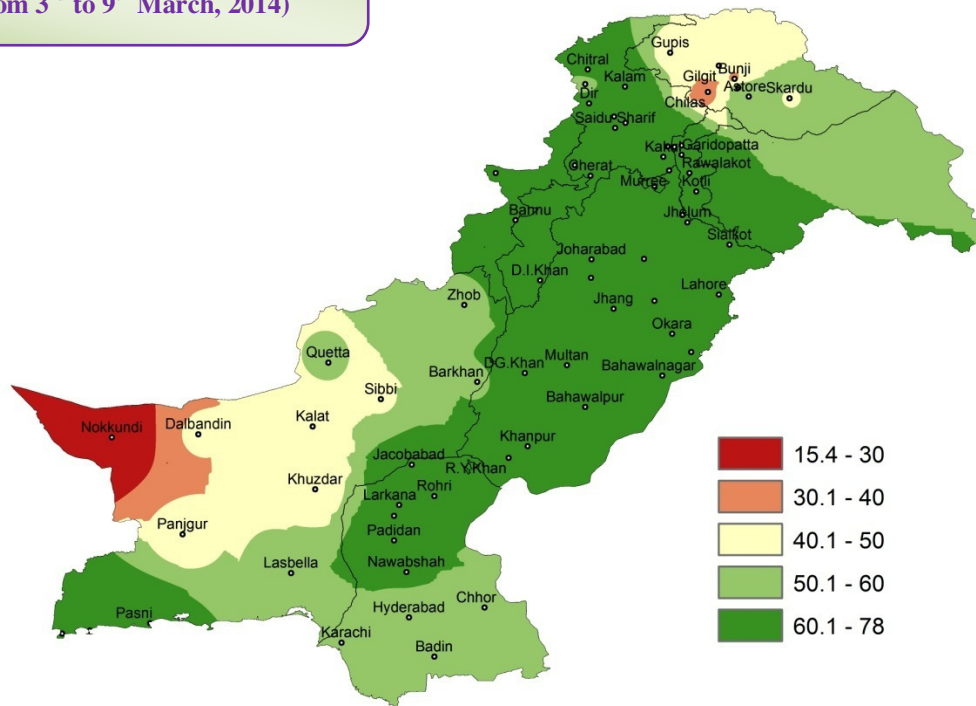 om 3rd to 9th March, 2014)
Gupis
Chitral
Kalam
Bunji
Gilgit
Astore
Skardu
Chilas
Dir
Saidu Sharif
Garidopatta
Rawalakot
Cherat
Murree
Kotli
Bannu
Jhelum
Sialkot
Joharabad
D.I.Khan
Zhob
Lahore
Jhang
Okara
Quetta
DG.Khan
Multan
Barkhan
Bahawalnagar
Sibbi
Bahawalpur
Nokkundi
Dalbandin
Kalat
Khanpur
Jacobabad
R.Y.Khan
Khuzdar
Rohri
Larkana
Panjgur
Padidan
Lasbella
Nawabshah
Pasni
Hyderabad
Chhor
Karachi
Badin
15.4 - 30
30.1 - 40
40.1 - 50
50.1 - 60
60.1 - 78